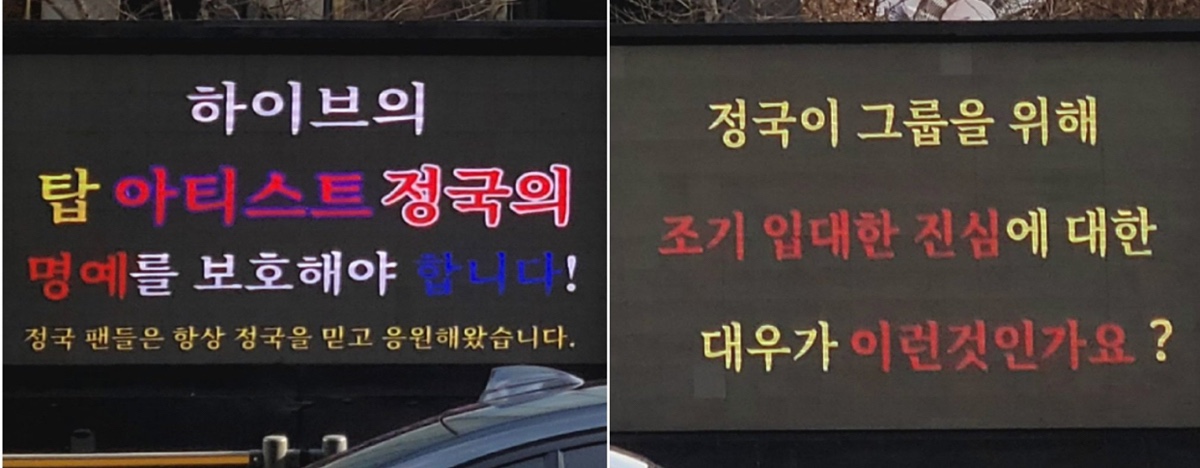 하이브의
탑 아티스트 정국의
명예를 보호해야 합니다!
정국 팬들은 항상 정국을 믿고 응원해왔습니다.
정국이 그룹을 위해
조기 입대한 진심에 대한
대우가 이런것인가요?